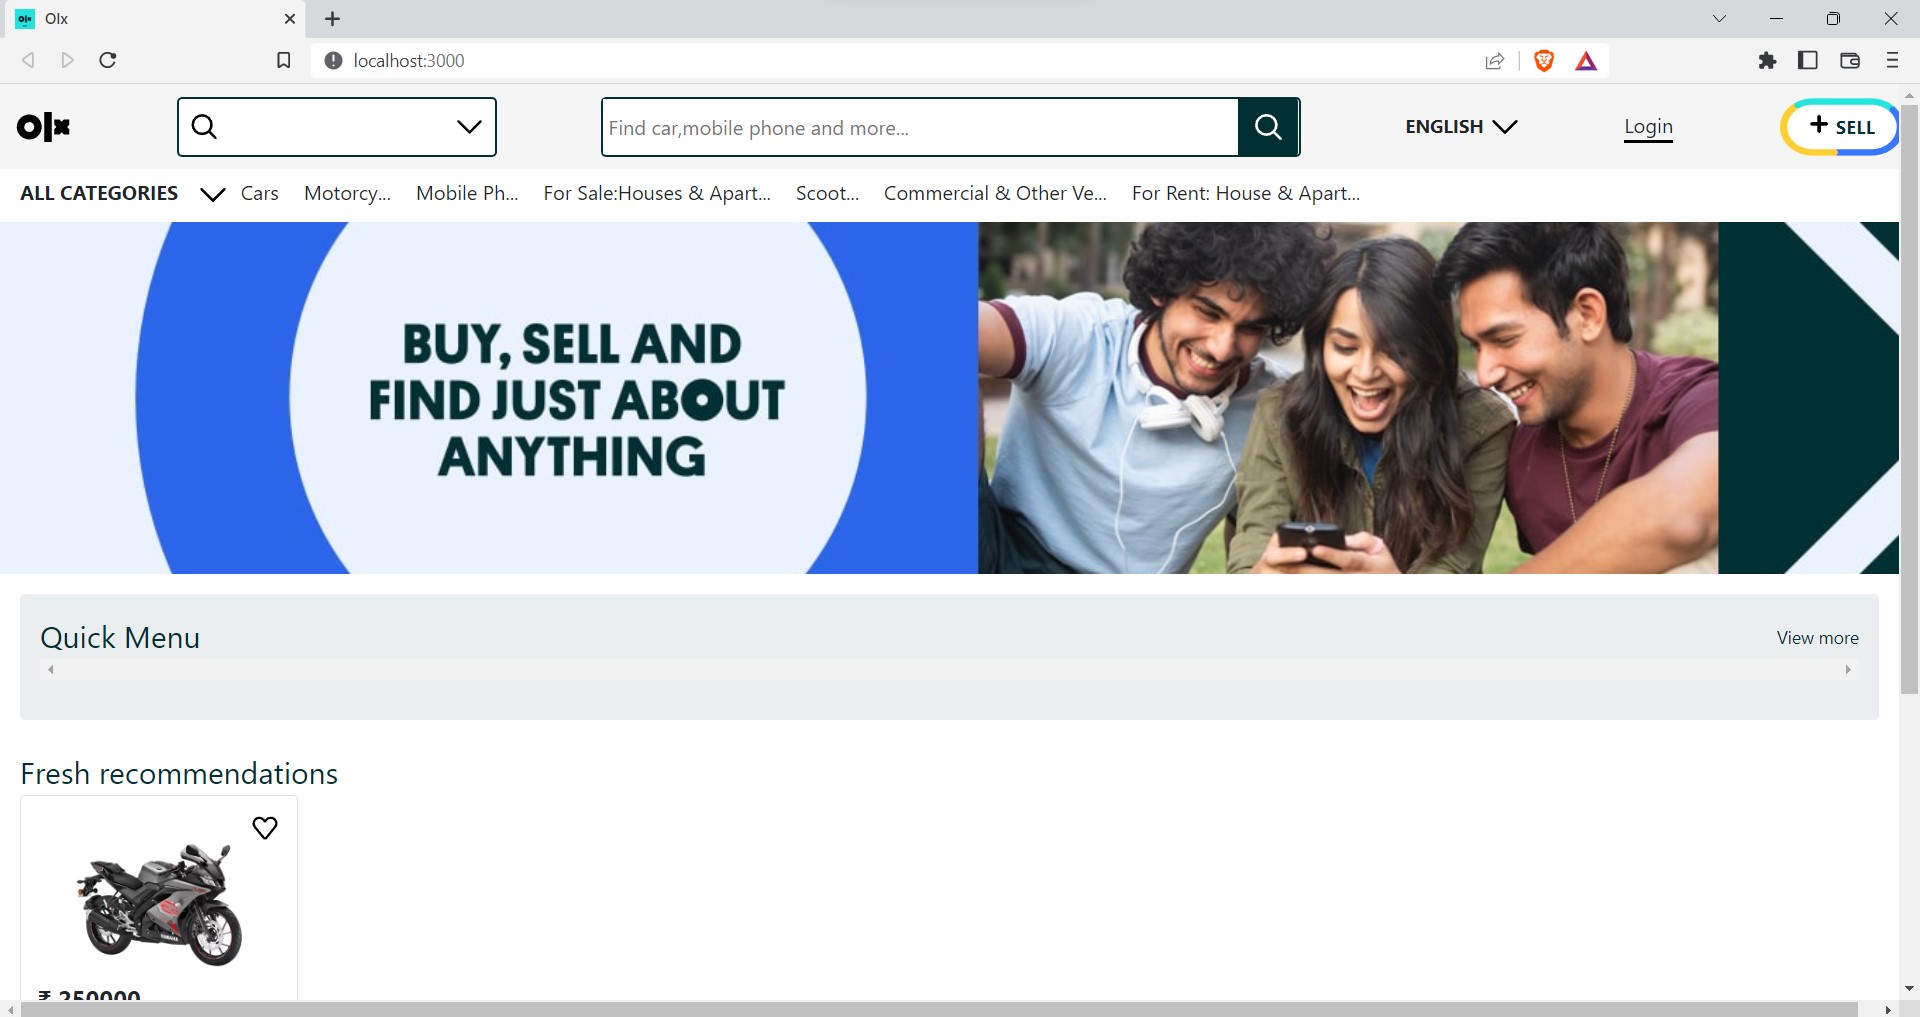 Olx
localhost:3000
olx
Find car,mobile phone and more...
ENGLISH
Login
+ SELL
ALL CATEGORIES Cars Motorcy... Mobile Ph... For Sale:Houses & Apart... Scoot... Commercial & Other Ve... For Rent: House & Apart...
BUY, SELL AND
FIND JUST ABOUT
ANYTHING
Quick Menu
View more
Fresh recommendations
₹ 250000